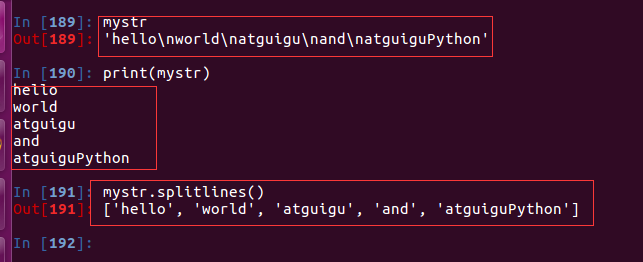 In [189]: mystr
Out[189]: 'hello\nworld\natguigu\nand\natguiguPython'
In [190]: print(mystr)
hello
world
atguigu
and
atguiguPython
In [191]: mystr.splitlines()
Out[191]: ['hello', 'world', 'atguigu', 'and', 'atguiguPython']
In [192]: